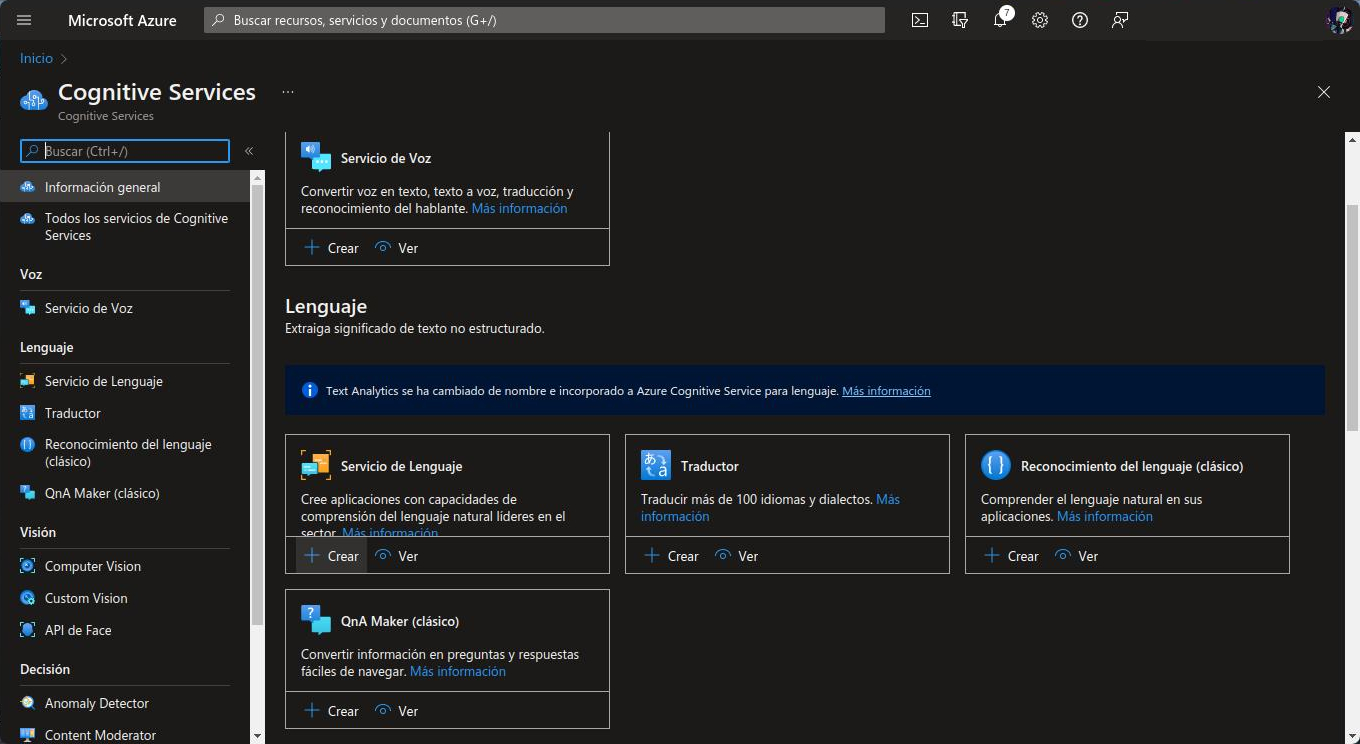 Microsoft Azure
Buscar recursos, servicios y documentos (G+/)
7
Inicio
Cognitive Services
...
Cognitive Services
Buscar (Ctrl+/)
«
Información general
Todos los servicios de Cognitive
Services
Voz
Servicio de Voz
Lenguaje
Servicio de Lenguaje
Traductor
Reconocimiento del lenguaje
(clásico)
QnA Maker (clásico)
Visión
Computer Vision
Custom Vision
API de Face
Decisión
Anomaly Detector
Content Moderator
Servicio de Voz
Convertir voz en texto, texto a voz, traducción y
reconocimiento del hablante. Más información
Crear Ver
Lenguaje
Extraiga significado de texto no estructurado.
Text Analytics se ha cambiado de nombre e incorporado a Azure Cognitive Service para lenguaje. Más información
Servicio de Lenguaje
Cree aplicaciones con capacidades de
comprensión del lenguaje natural líderes en el
sector. Más información
Crear Ver
Traductor
Traducir más de 100 idiomas y dialectos. Más
información
Crear Ver
Reconocimiento del lenguaje (clásico)
Comprender el lenguaje natural en sus
aplicaciones. Más información
Crear Ver
QnA Maker (clásico)
Convertir información en preguntas y respuestas
fáciles de navegar. Más información
Crear Ver